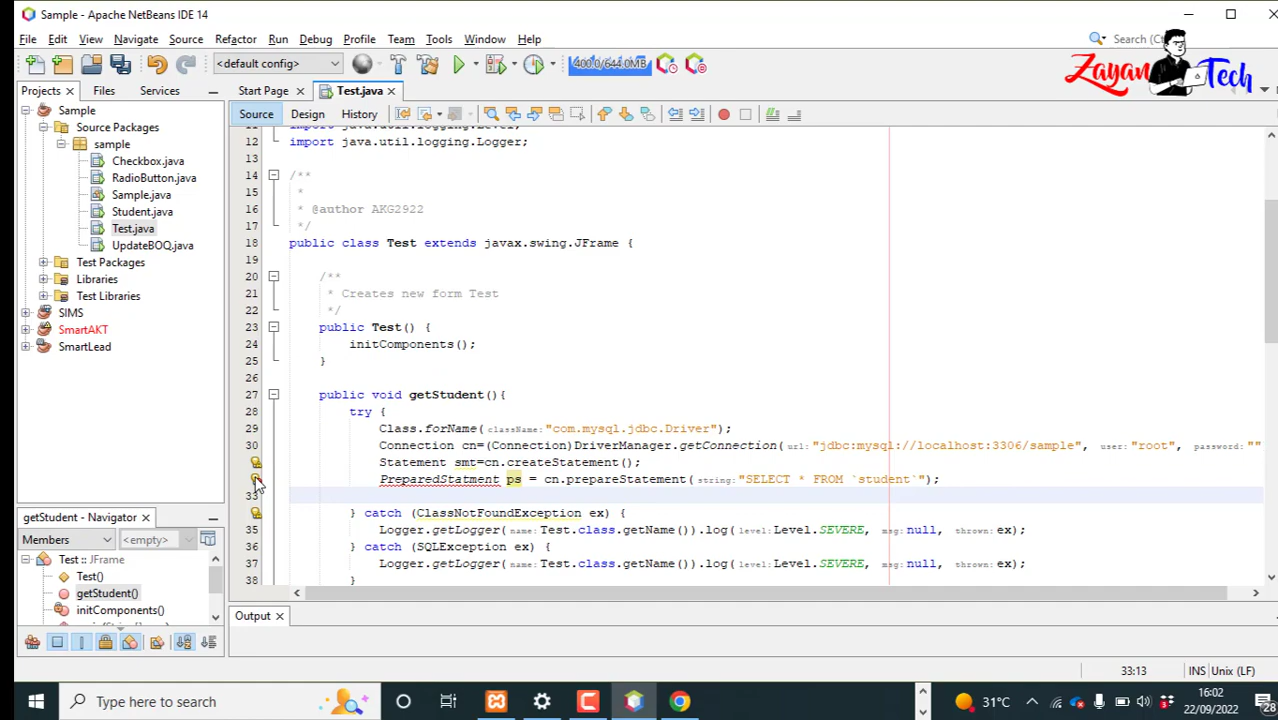 Sample - Apache NetBeans IDE 14
File Edit View Navigate Source Refactor Run Debug Profile Team Tools Window Help
Search (Ct
<default config>
400.0/644.0MB
Zayan Tech
Projects Files Services
Start Page Test.java
Source Design History
Sample
Source Packages
sample
Checkbox.java
RadioButton.java
Sample.java
Student.java
Test.java
UpdateBOQ.java
Test Packages
Libraries
Test Libraries
SIMS
SmartAKT
SmartLead
12 import java.util.logging.Logger;
13
14 /**
15 *
16 * @author AKG2922
17 */
18 public class Test extends javax.swing.JFrame {
19
20 /**
21 * Creates new form Test
22 */
23 public Test() {
24 initComponents();
25 }
26
27 public void getStudent(){
28 try {
29 Class.forName(className:"com.mysql.jdbc.Driver");
30 Connection cn=(Connection)DriverManager.getConnection(url:"jdbc:mysql://localhost:3306/sample", user:"root", password:""
Statement smt=cn.createStatement();
PreparedStatment ps = cn.prepareStatement(string:"SELECT * FROM `student`");
33
} catch (ClassNotFoundException ex) {
35 Logger.getLogger(name:Test.class.getName()).log(level:Level.SEVERE, msg:null, thrown:ex);
36 } catch (SQLException ex) {
37 Logger.getLogger(name:Test.class.getName()).log(level:Level.SEVERE, msg:null, thrown:ex);
38 }
getStudent - Navigator
Members <empty>
Test :: JFrame
Test()
getStudent()
initComponents()
Output
33:13 INS Unix (LF)
Type here to search
31°C
16:02
22/09/2022
28